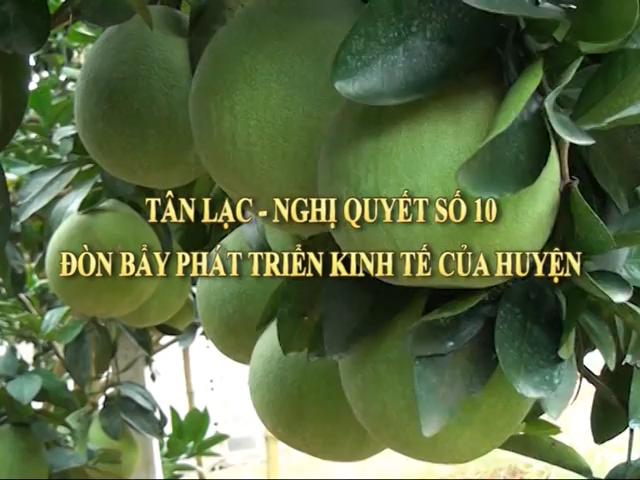 TÂN LẠC - NGHỊ QUYẾT SỐ 10
ĐÒN BẨY PHÁT TRIỂN KINH TẾ CỦA HUYỆN